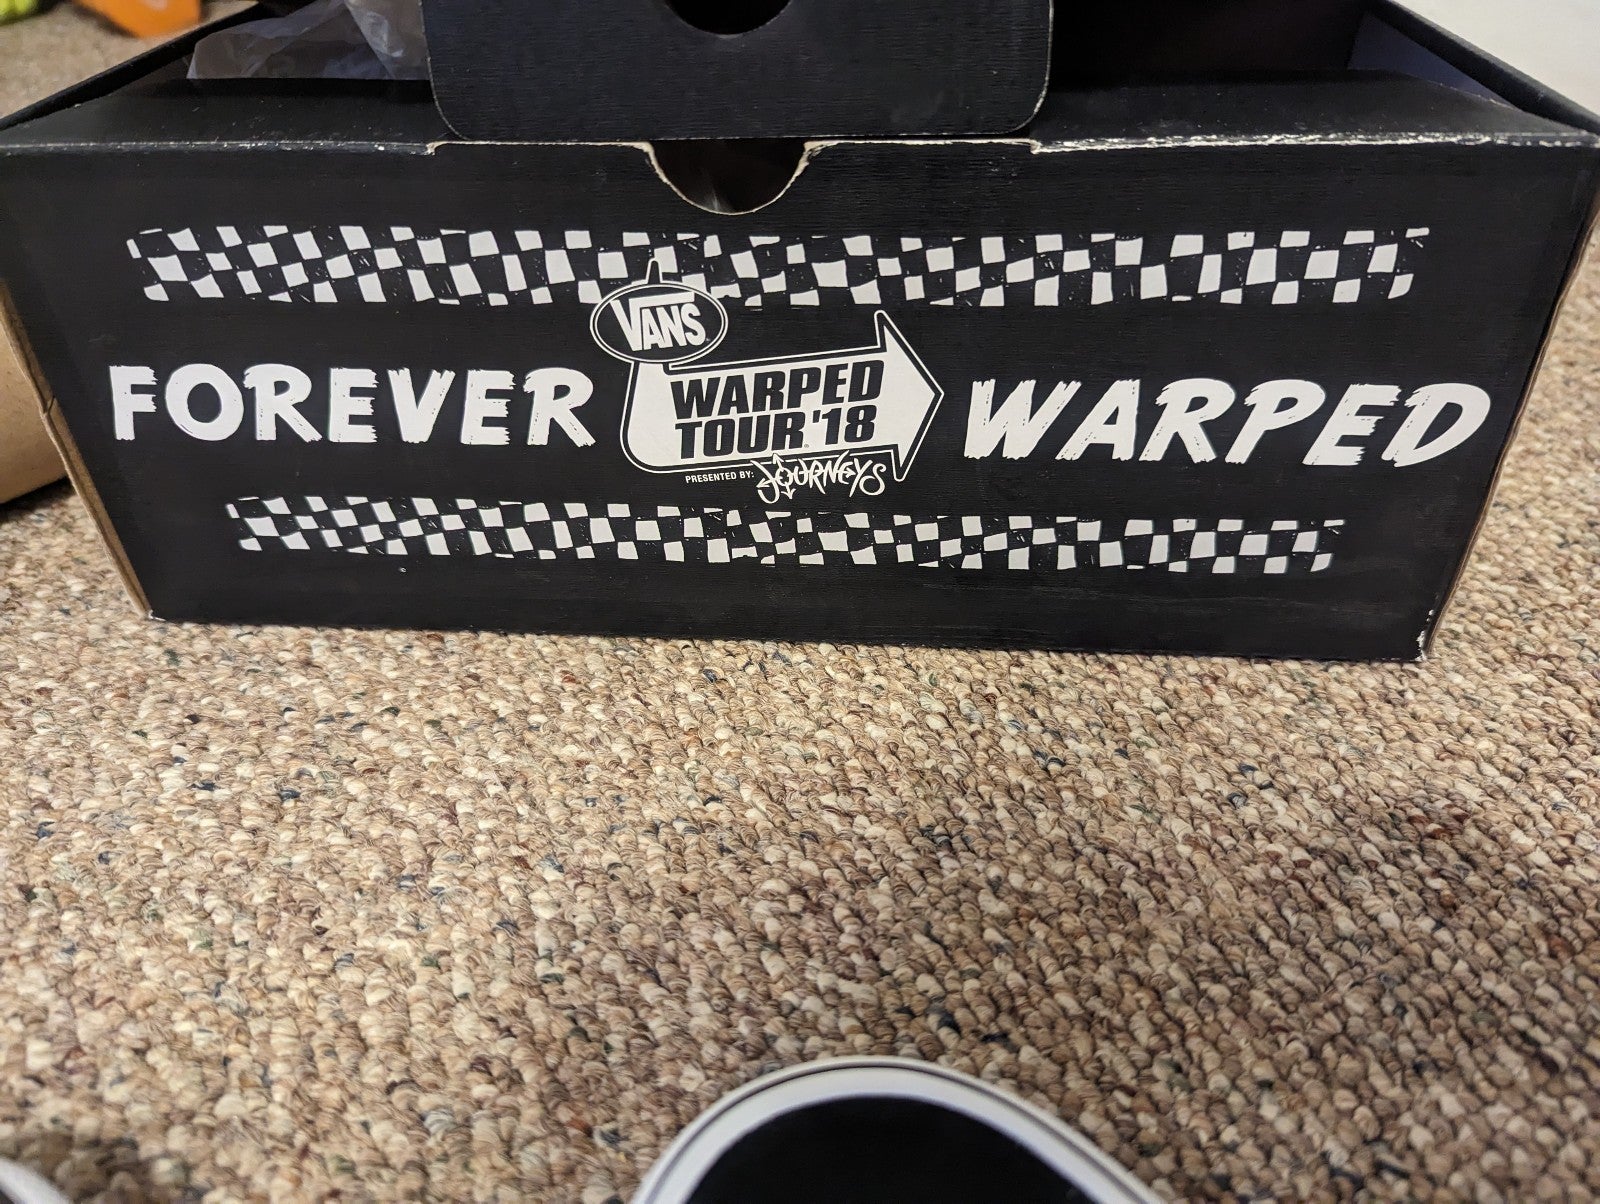 VANS
FOREVER WARPED TOUR '18 WARPED
PRESENTED BY: JOURNEYS